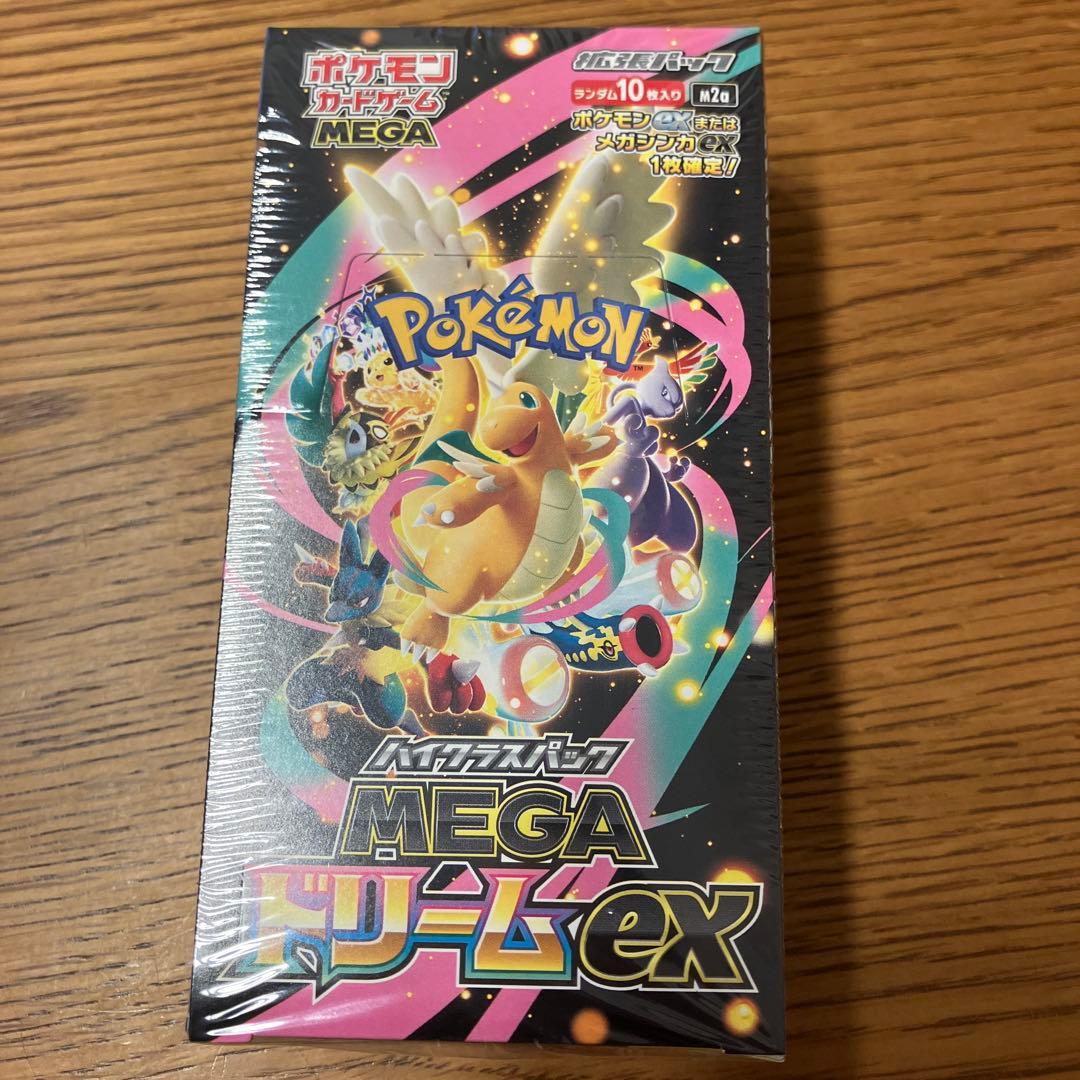 ポケモン
カードゲーム
MEGA
拡張パック
ランダム10枚入り M2a
ポケモンexまたは
メガシンカex
1枚確定!
POKéMON
TM
ハイクラスパック
MEGA
ドリームex